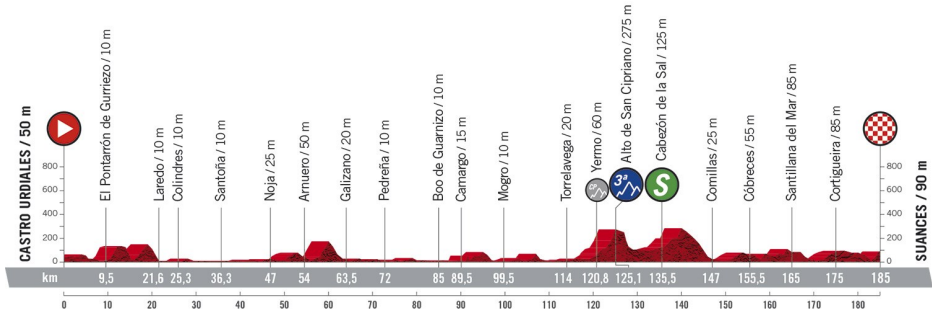 CASTRO URDIALES / 50 m
El Pontarrón de Guriezo / 10 m
Laredo / 10 m
Colindres / 10 m
Santoña / 10 m
Noja / 25 m
Arnuero / 50 m
Galizano / 20 m
Pedreña / 10 m
Boo de Guarnizo / 10 m
Camargo / 15 m
Mogro / 10 m
Torrelavega / 20 m
Yermo / 60 m
Alto de San Cipriano / 275 m
Cabezón de la Sal / 125 m
Comillas / 25 m
Cóbreces / 55 m
Santillana del Mar / 85 m
Cortigueira / 85 m
SUANCES / 90 m
CP
3ª
S
800
600
400
200
0
800
600
400
200
0
km 9,5 21,6 25,3 36,3 47 54 63,5 72 85 89,5 99,5 114 120,8 125,1 135,5 147 155,5 165 175 185
0 10 20 30 40 50 60 70 80 90 100 110 120 130 140 150 160 170 180